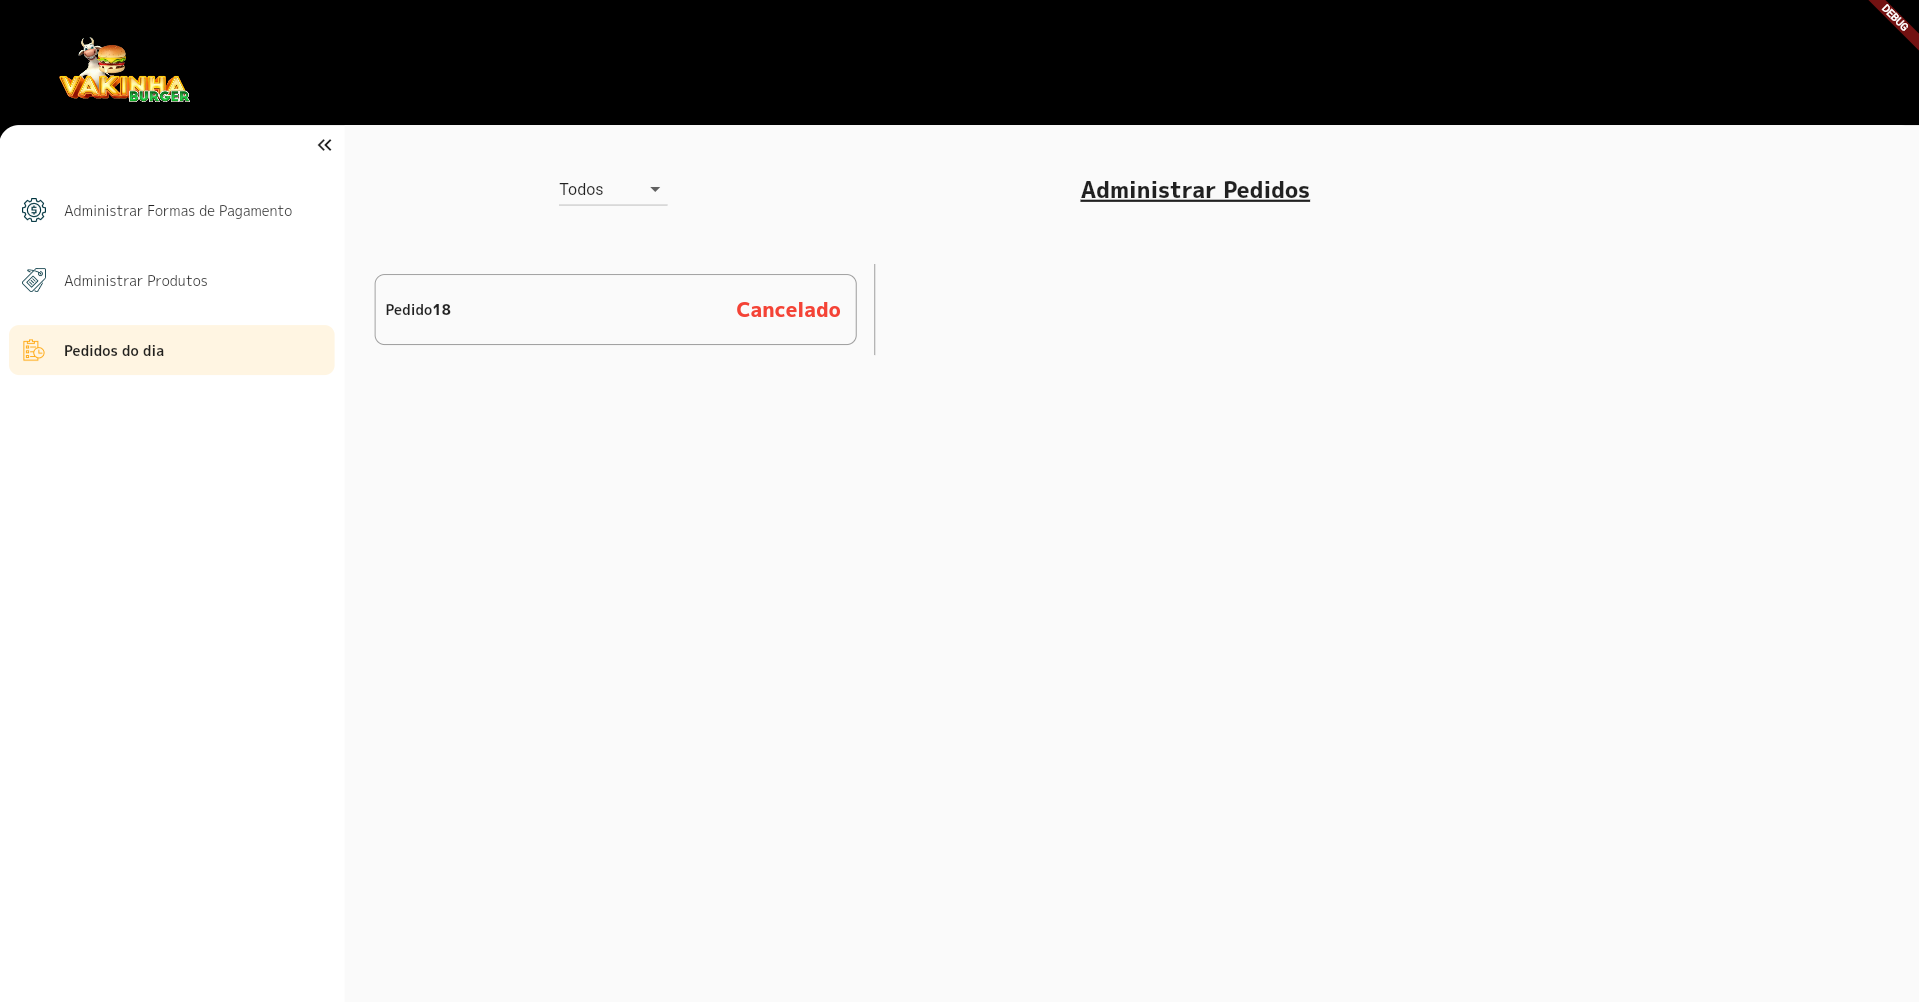 DEBUG
VAKINHA
BURGER
Administrar Formas de Pagamento
Administrar Produtos
Pedidos do dia
Todos
Administrar Pedidos
Pedido18
Cancelado